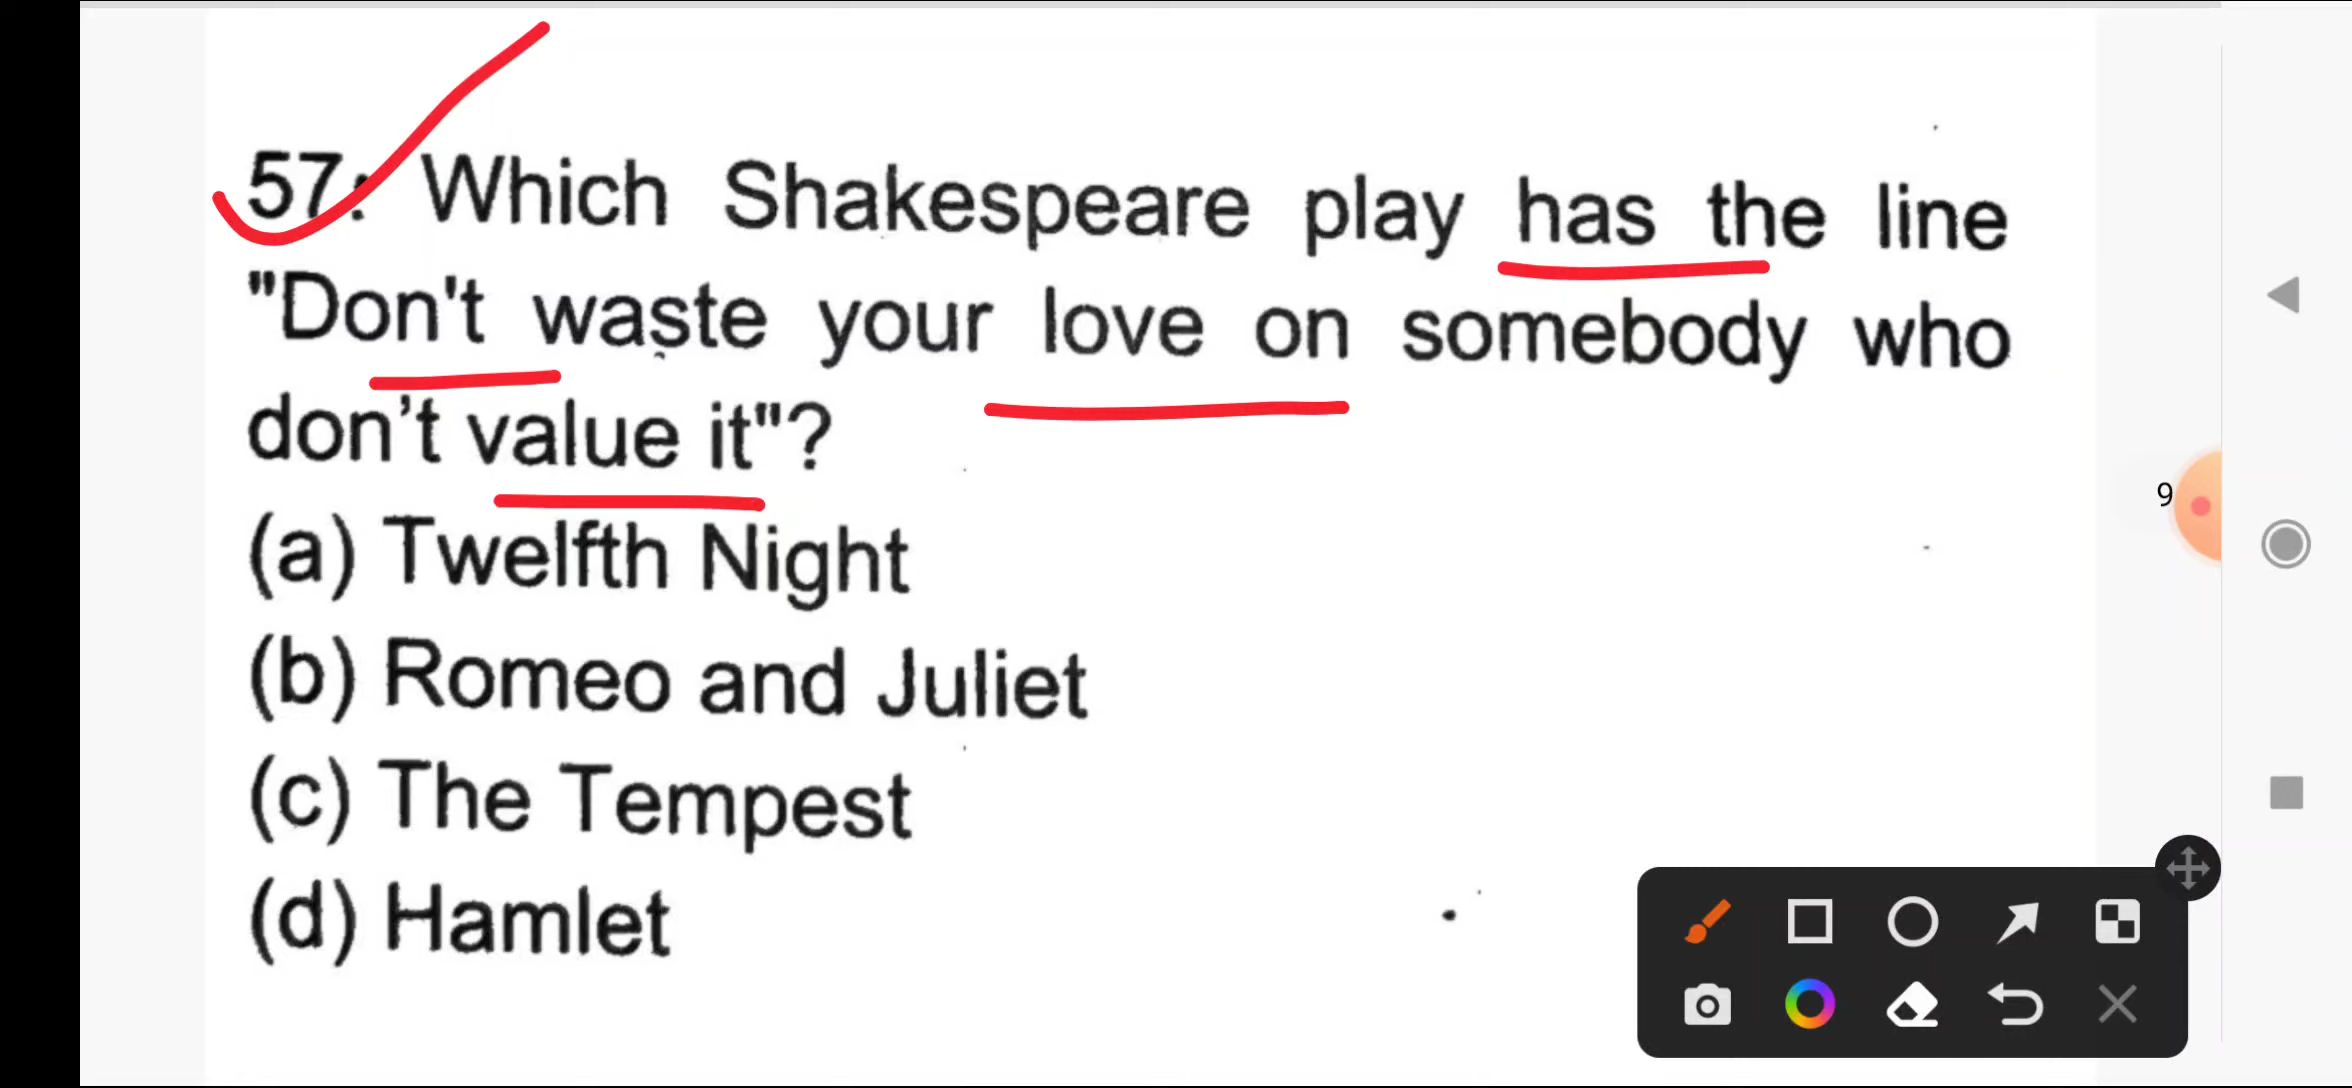 57. Which Shakespeare play has the line
"Don't waste your love on somebody who
don't value it"?
(a) Twelfth Night
(b) Romeo and Juliet
(c) The Tempest
(d) Hamlet
9